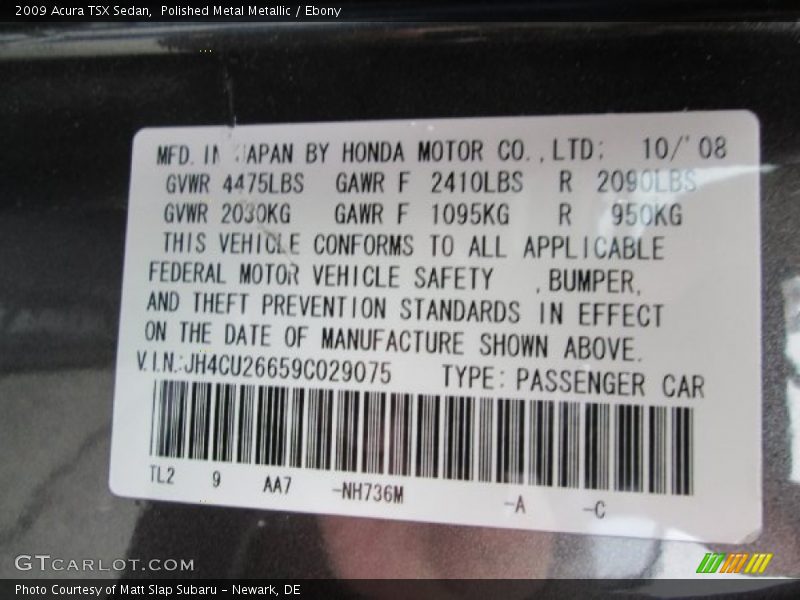 2009 Acura TSX Sedan, Polished Metal Metallic / Ebony
MFD. IN JAPAN BY HONDA MOTOR CO., LTD: 10/'08
GVWR 4475LBS GAWR F 2410LBS R 2090LBS
GVWR 2030KG GAWR F 1095KG R 950KG
THIS VEHICLE CONFORMS TO ALL APPLICABLE
FEDERAL MOTOR VEHICLE SAFETY , BUMPER,
AND THEFT PREVENTION STANDARDS IN EFFECT
ON THE DATE OF MANUFACTURE SHOWN ABOVE.
V.I.N.:JH4CU26659C029075 TYPE: PASSENGER CAR
TL2 9 AA7 -NH736M -A -C
GTCARLOT.COM
Photo Courtesy of Matt Slap Subaru - Newark, DE